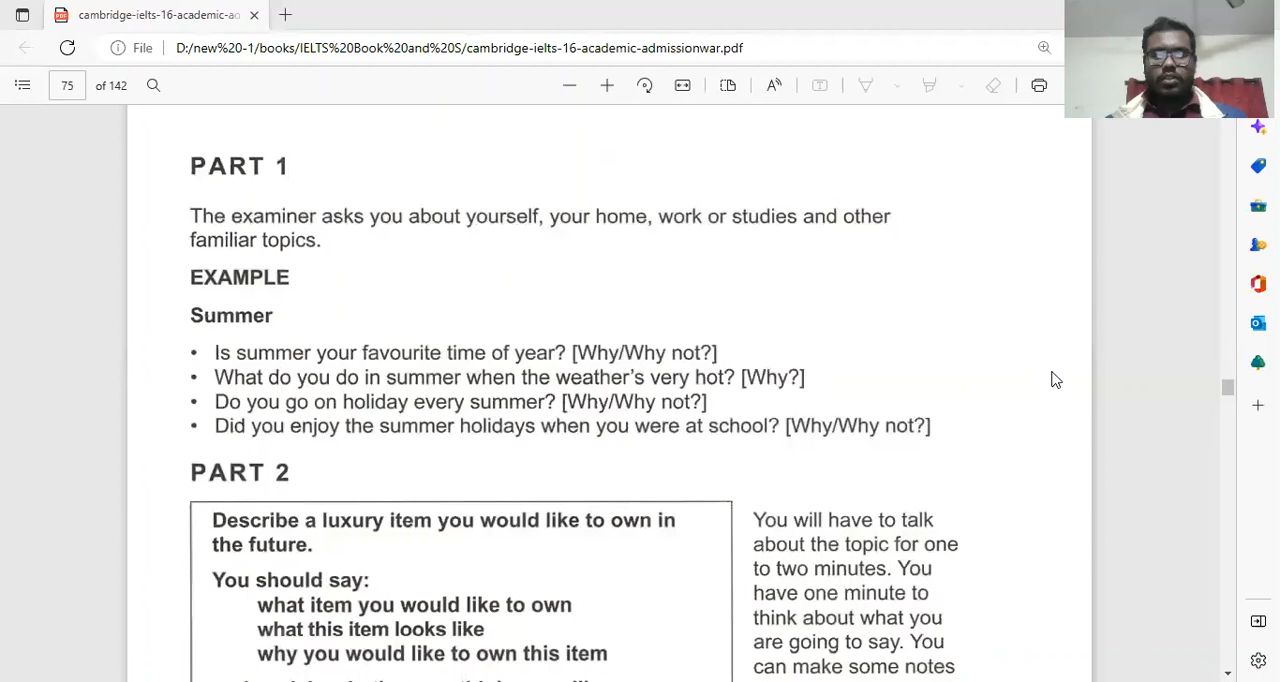 cambridge-ielts-16-academic-ao
File D:/new%20-1/books/IELTS%20Book%20and%20S/cambridge-ielts-16-academic-admissionwar.pdf
75 of 142
PART 1
The examiner asks you about yourself, your home, work or studies and other
familiar topics.
EXAMPLE
Summer
• Is summer your favourite time of year? [Why/Why not?]
• What do you do in summer when the weather's very hot? [Why?]
• Do you go on holiday every summer? [Why/Why not?]
• Did you enjoy the summer holidays when you were at school? [Why/Why not?]
PART 2
Describe a luxury item you would like to own in
the future.
You should say:
what item you would like to own
what this item looks like
why you would like to own this item
You will have to talk
about the topic for one
to two minutes. You
have one minute to
think about what you
are going to say. You
can make some notes